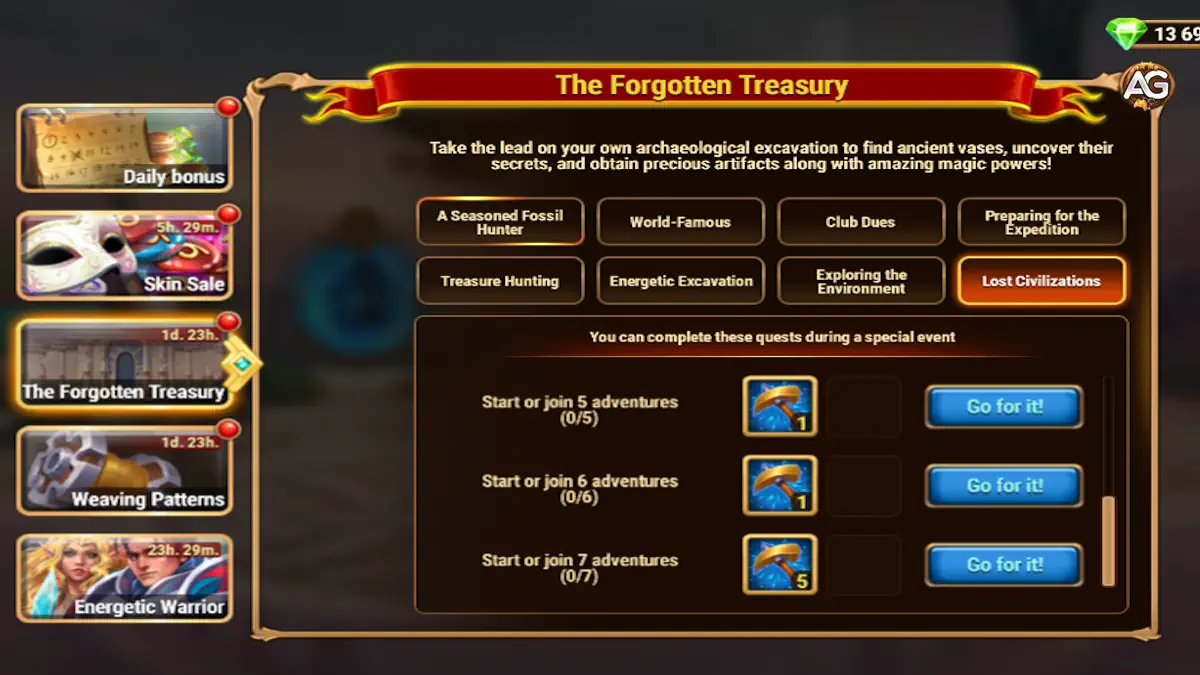 13 69
The Forgotten Treasury
AG
Take the lead on your own archaeological excavation to find ancient vases, uncover their
secrets, and obtain precious artifacts along with amazing magic powers!
Daily bonus
5h. 29m.
Skin Sale
1d. 23h.
The Forgotten Treasury
1d. 23h.
Weaving Patterns
23h. 29m.
Energetic Warrior
A Seasoned Fossil
Hunter
World-Famous
Club Dues
Preparing for the
Expedition
Treasure Hunting
Energetic Excavation
Exploring the
Environment
Lost Civilizations
You can complete these quests during a special event
Start or join 5 adventures
(0/5)
1
Go for it!
Start or join 6 adventures
(0/6)
1
Go for it!
Start or join 7 adventures
(0/7)
5
Go for it!